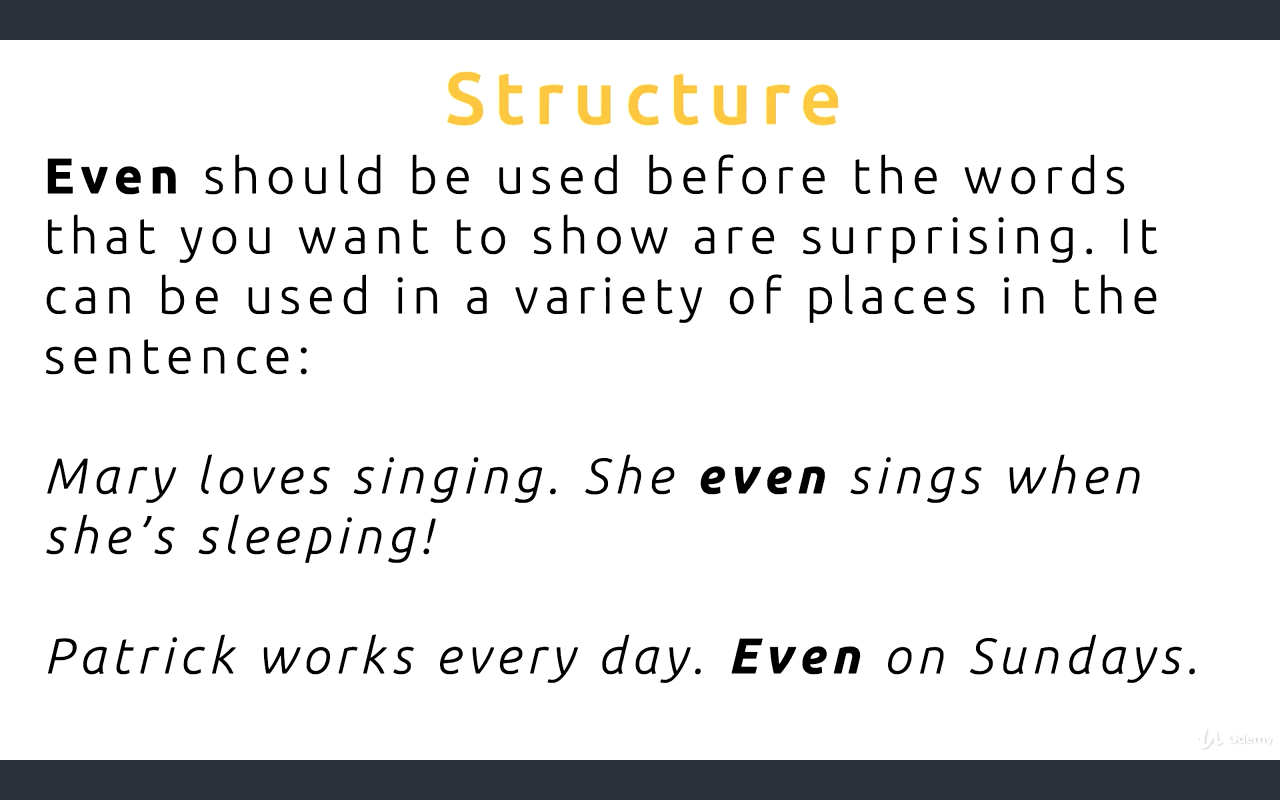 Structure
Even should be used before the words
that you want to show are surprising. It
can be used in a variety of places in the
sentence:
Mary loves singing. She even sings when
she’s sleeping!
Patrick works every day. Even on Sundays.
Udemy